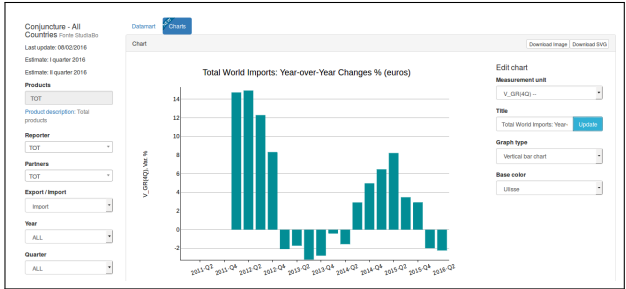 Conjuncture - All
Countries Fonte StudiaBo
Last update: 08/02/2016
Estimate: I quarter 2016
Estimate: II quarter 2016
Products
TOT
Product description: Total
products
Reporter
TOT
Partners
TOT
Export / Import
Import
Year
ALL
Quarter
ALL
Datamart
Charts
Chart
Download Image
Download SVG
Total World Imports: Year-over-Year Changes % (euros)
V_GR(4Q), Var. %
14
12
10
8
6
4
2
0
-2
2011-Q2
2011-Q4
2012-Q2
2012-Q4
2013-Q2
2013-Q4
2014-Q2
2014-Q4
2015-Q2
2015-Q4
2016-Q2
Edit chart
Measurement unit
V_GR(4Q) --
Title
Total World Imports: Year-
Update
Graph type
Vertical bar chart
Base color
Ulisse